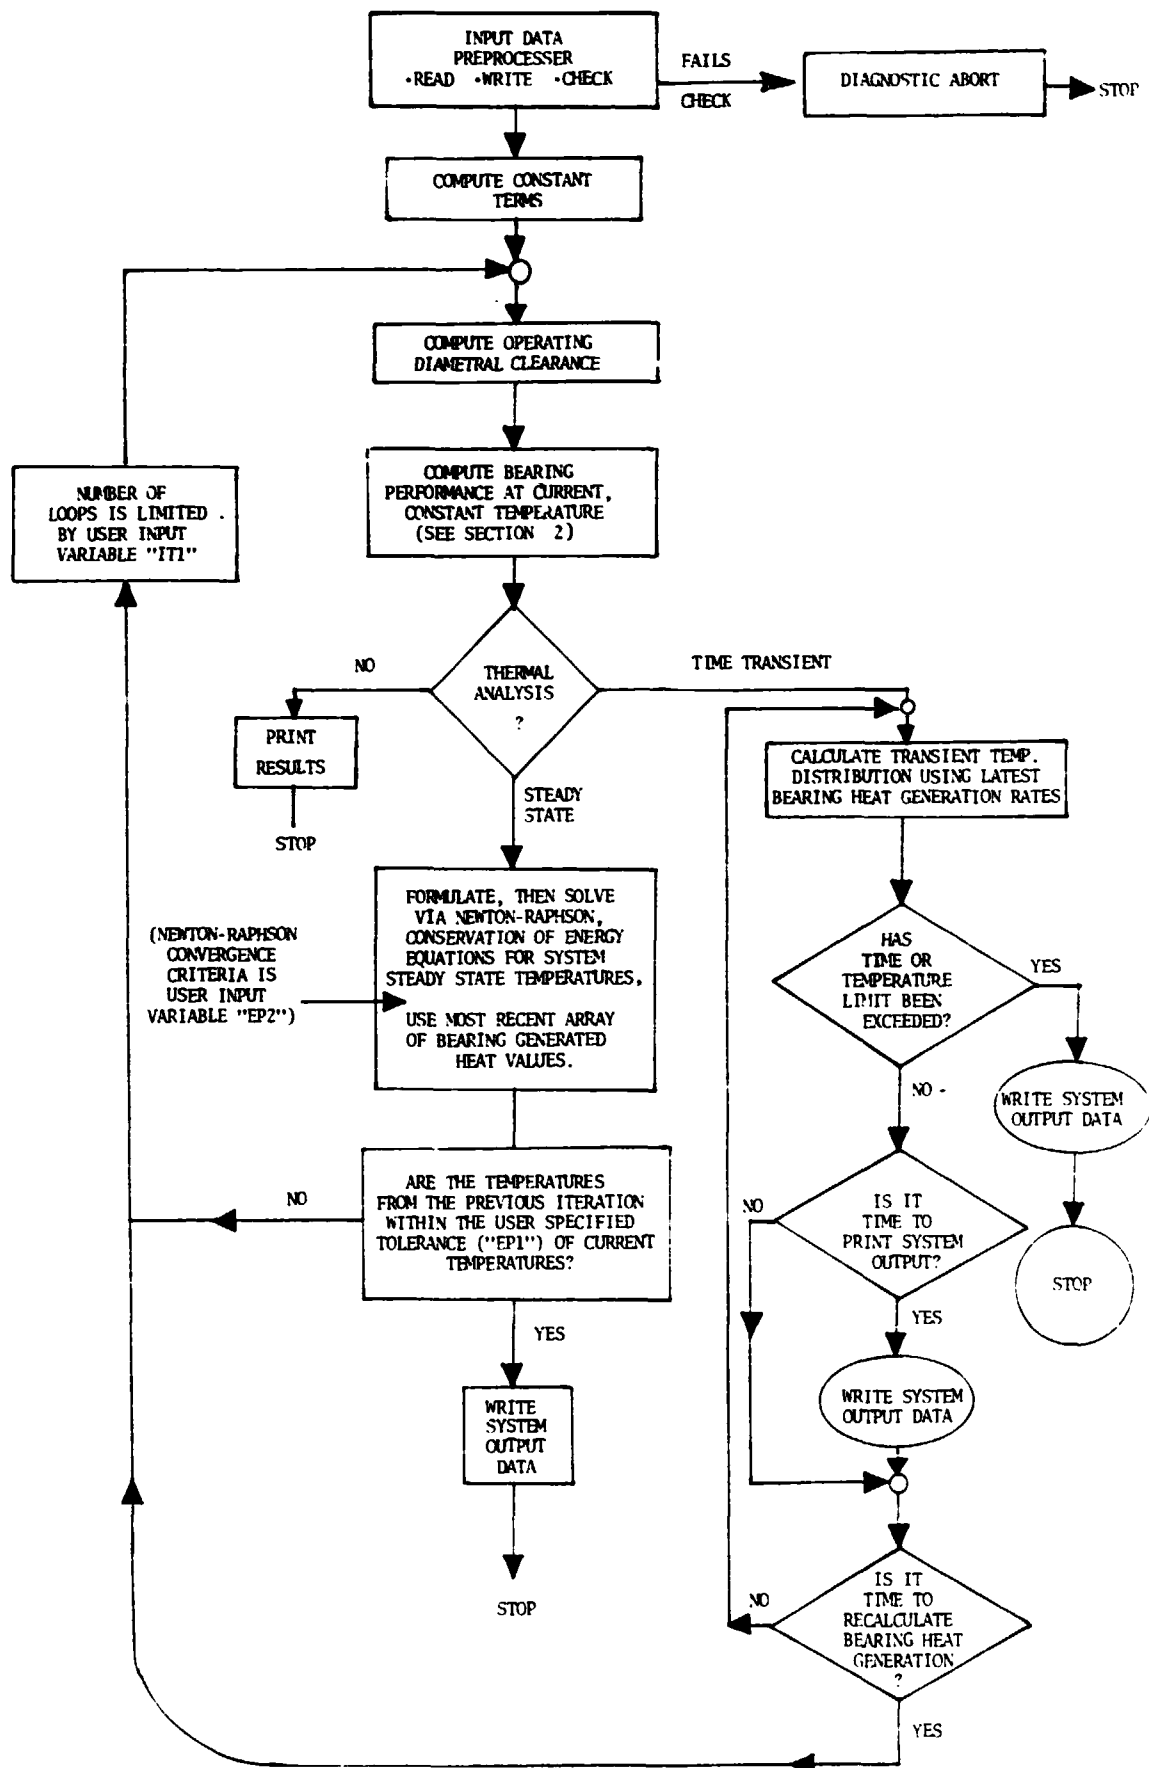 INPUT DATA
PREPROCESSER
•READ •WRITE •CHECK
FAILS
CHECK
DIAGNOSTIC ABORT
STOP
COMPUTE CONSTANT
TERMS
COMPUTE OPERATING
DIAMETRAL CLEARANCE
NUMBER OF
LOOPS IS LIMITED
BY USER INPUT
VARIABLE "IT1"
COMPUTE BEARING
PERFORMANCE AT CURRENT,
CONSTANT TEMPERATURE
(SEE SECTION 2)
NO
THERMAL
ANALYSIS
?
TIME TRANSIENT
PRINT
RESULTS
STOP
STEADY
STATE
CALCULATE TRANSIENT TEMP.
DISTRIBUTION USING LATEST
BEARING HEAT GENERATION RATES
(NEWTON-RAPHSON
CONVERGENCE
CRITERIA IS
USER INPUT
VARIABLE "EP2")
FORMULATE, THEN SOLVE
VIA NEWTON-RAPHSON,
CONSERVATION OF ENERGY
EQUATIONS FOR SYSTEM
STEADY STATE TEMPERATURES,
USE MOST RECENT ARRAY
OF BEARING GENERATED
HEAT VALUES.
HAS
TIME OR
TEMPERATURE
LIMIT BEEN
EXCEEDED?
YES
WRITE SYSTEM
OUTPUT DATA
STOP
NO
ARE THE TEMPERATURES
FROM THE PREVIOUS ITERATION
WITHIN THE USER SPECIFIED
TOLERANCE ("EP1") OF CURRENT
TEMPERATURES?
NO
YES
WRITE
SYSTEM
OUTPUT
DATA
STOP
NO
IS IT
TIME TO
PRINT SYSTEM
OUTPUT?
YES
WRITE SYSTEM
OUTPUT DATA
NO
IS IT
TIME TO
RECALCULATE
BEARING HEAT
GENERATION
?
YES